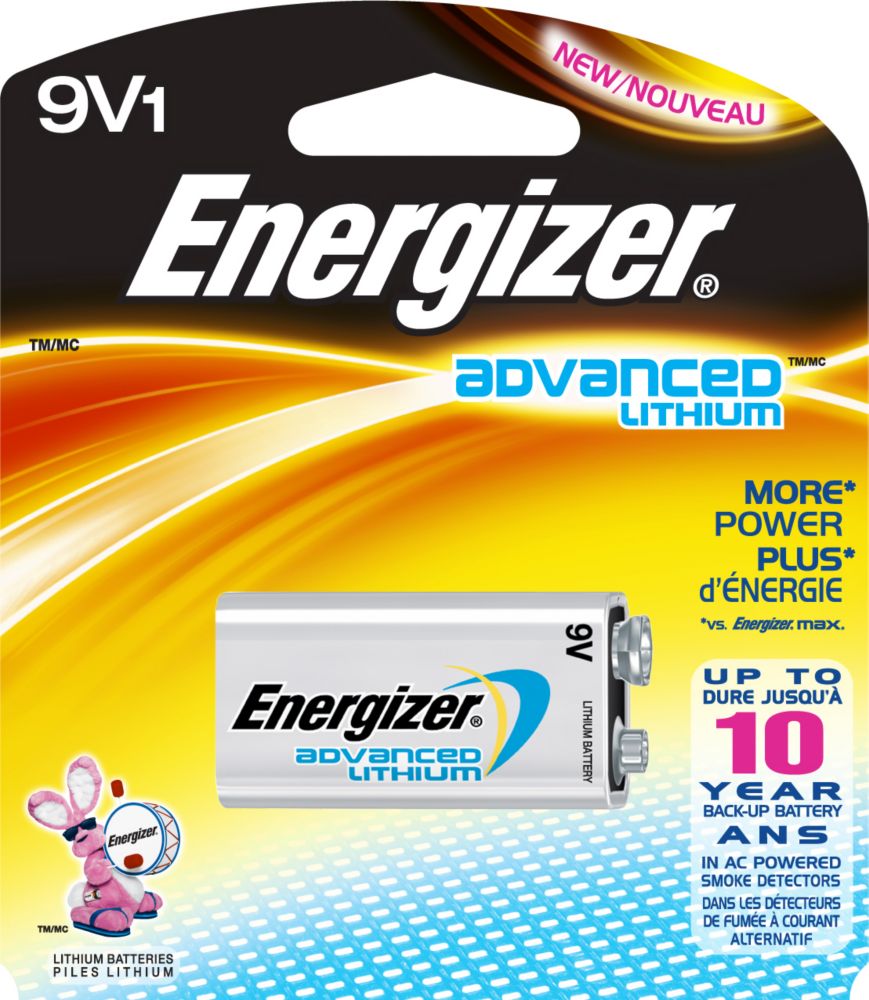 9V1
NEW/NOUVEAU
Energizer®
TM/MC
TM/MC
ADVANCED
LITHIUM
MORE*
POWER
PLUS*
d'ÉNERGIE
*VS. Energizer. max.
UP TO
DURE JUSQU'À
10
YEAR
BACK-UP BATTERY
ANS
IN AC POWERED
SMOKE DETECTORS
DANS LES DÉTECTEURS
DE FUMÉE À COURANT
ALTERNATIF
9V
LITHIUM BATTERY
Energizer®
ADVANCED
LITHIUM
Energizer.
TM/MC
LITHIUM BATTERIES
PILES LITHIUM